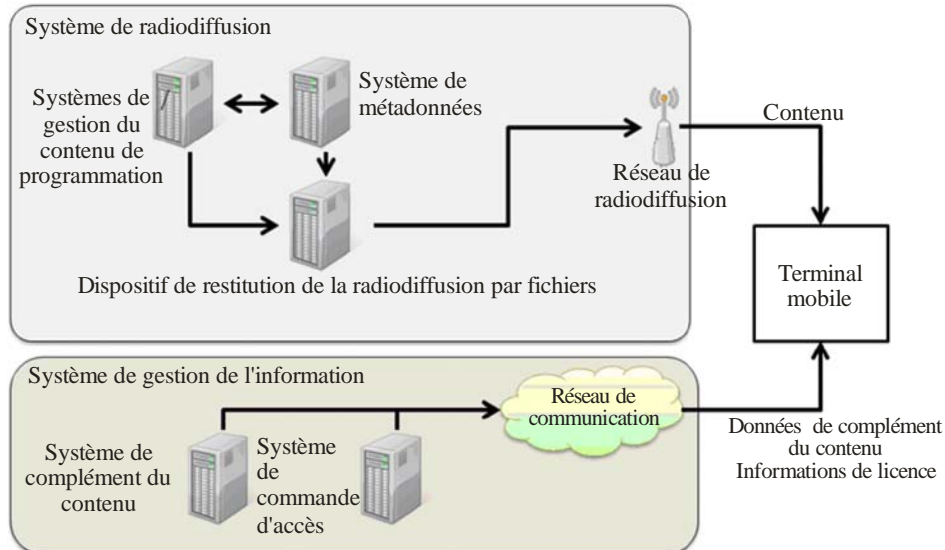 Système de radiodiffusion
Systèmes de
gestion du
contenu de
programmation
Système de
métadonnées
Réseau de
radiodiffusion
Contenu
Dispositif de restitution de la radiodiffusion par fichiers
Terminal
mobile
Système de gestion de l'information
Système de
complément du
contenu
Système
de
commande
d'accès
Réseau de
communication
Données de complément
du contenu
Informations de licence